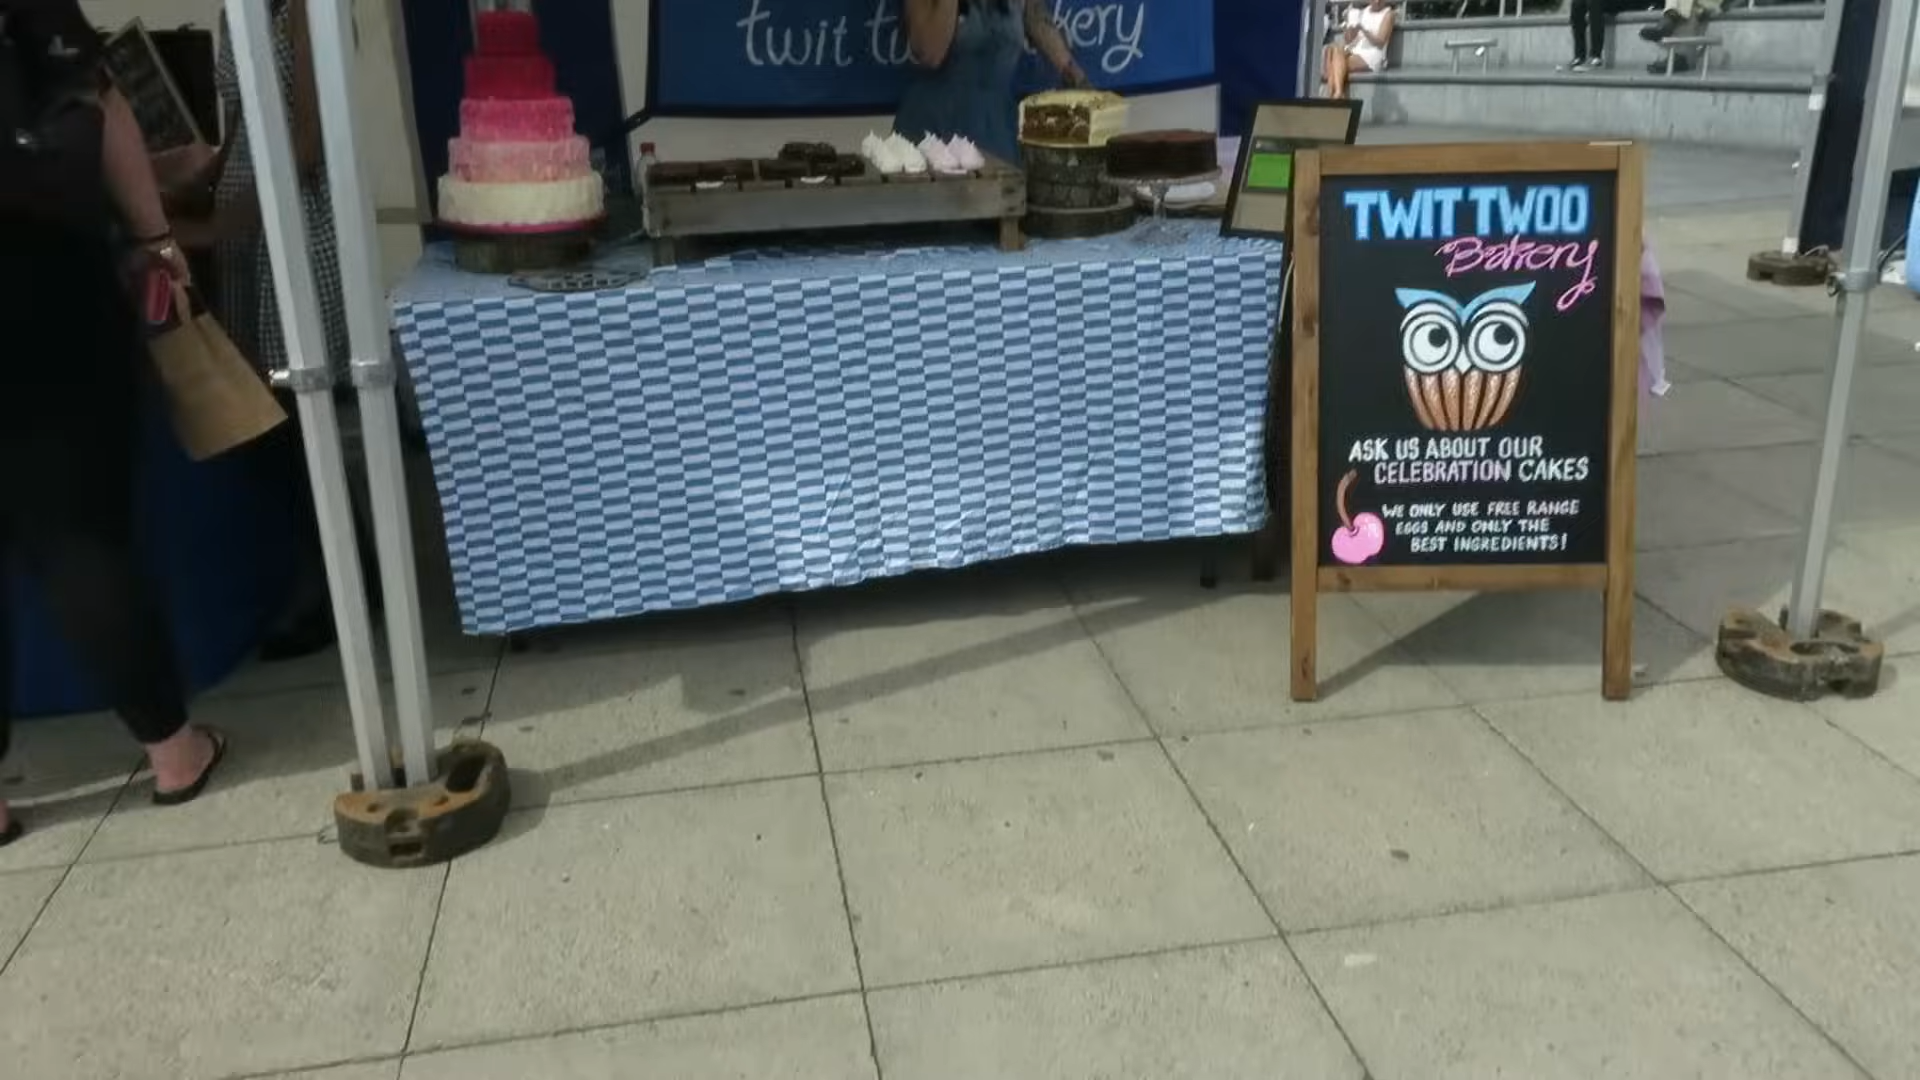 twit tw kery
TWIT TWOO
Bakery
ASK US ABOUT OUR
CELEBRATION CAKES
WE ONLY USE FREE RANGE
EGGS AND ONLY THE
BEST INGREDIENTS!